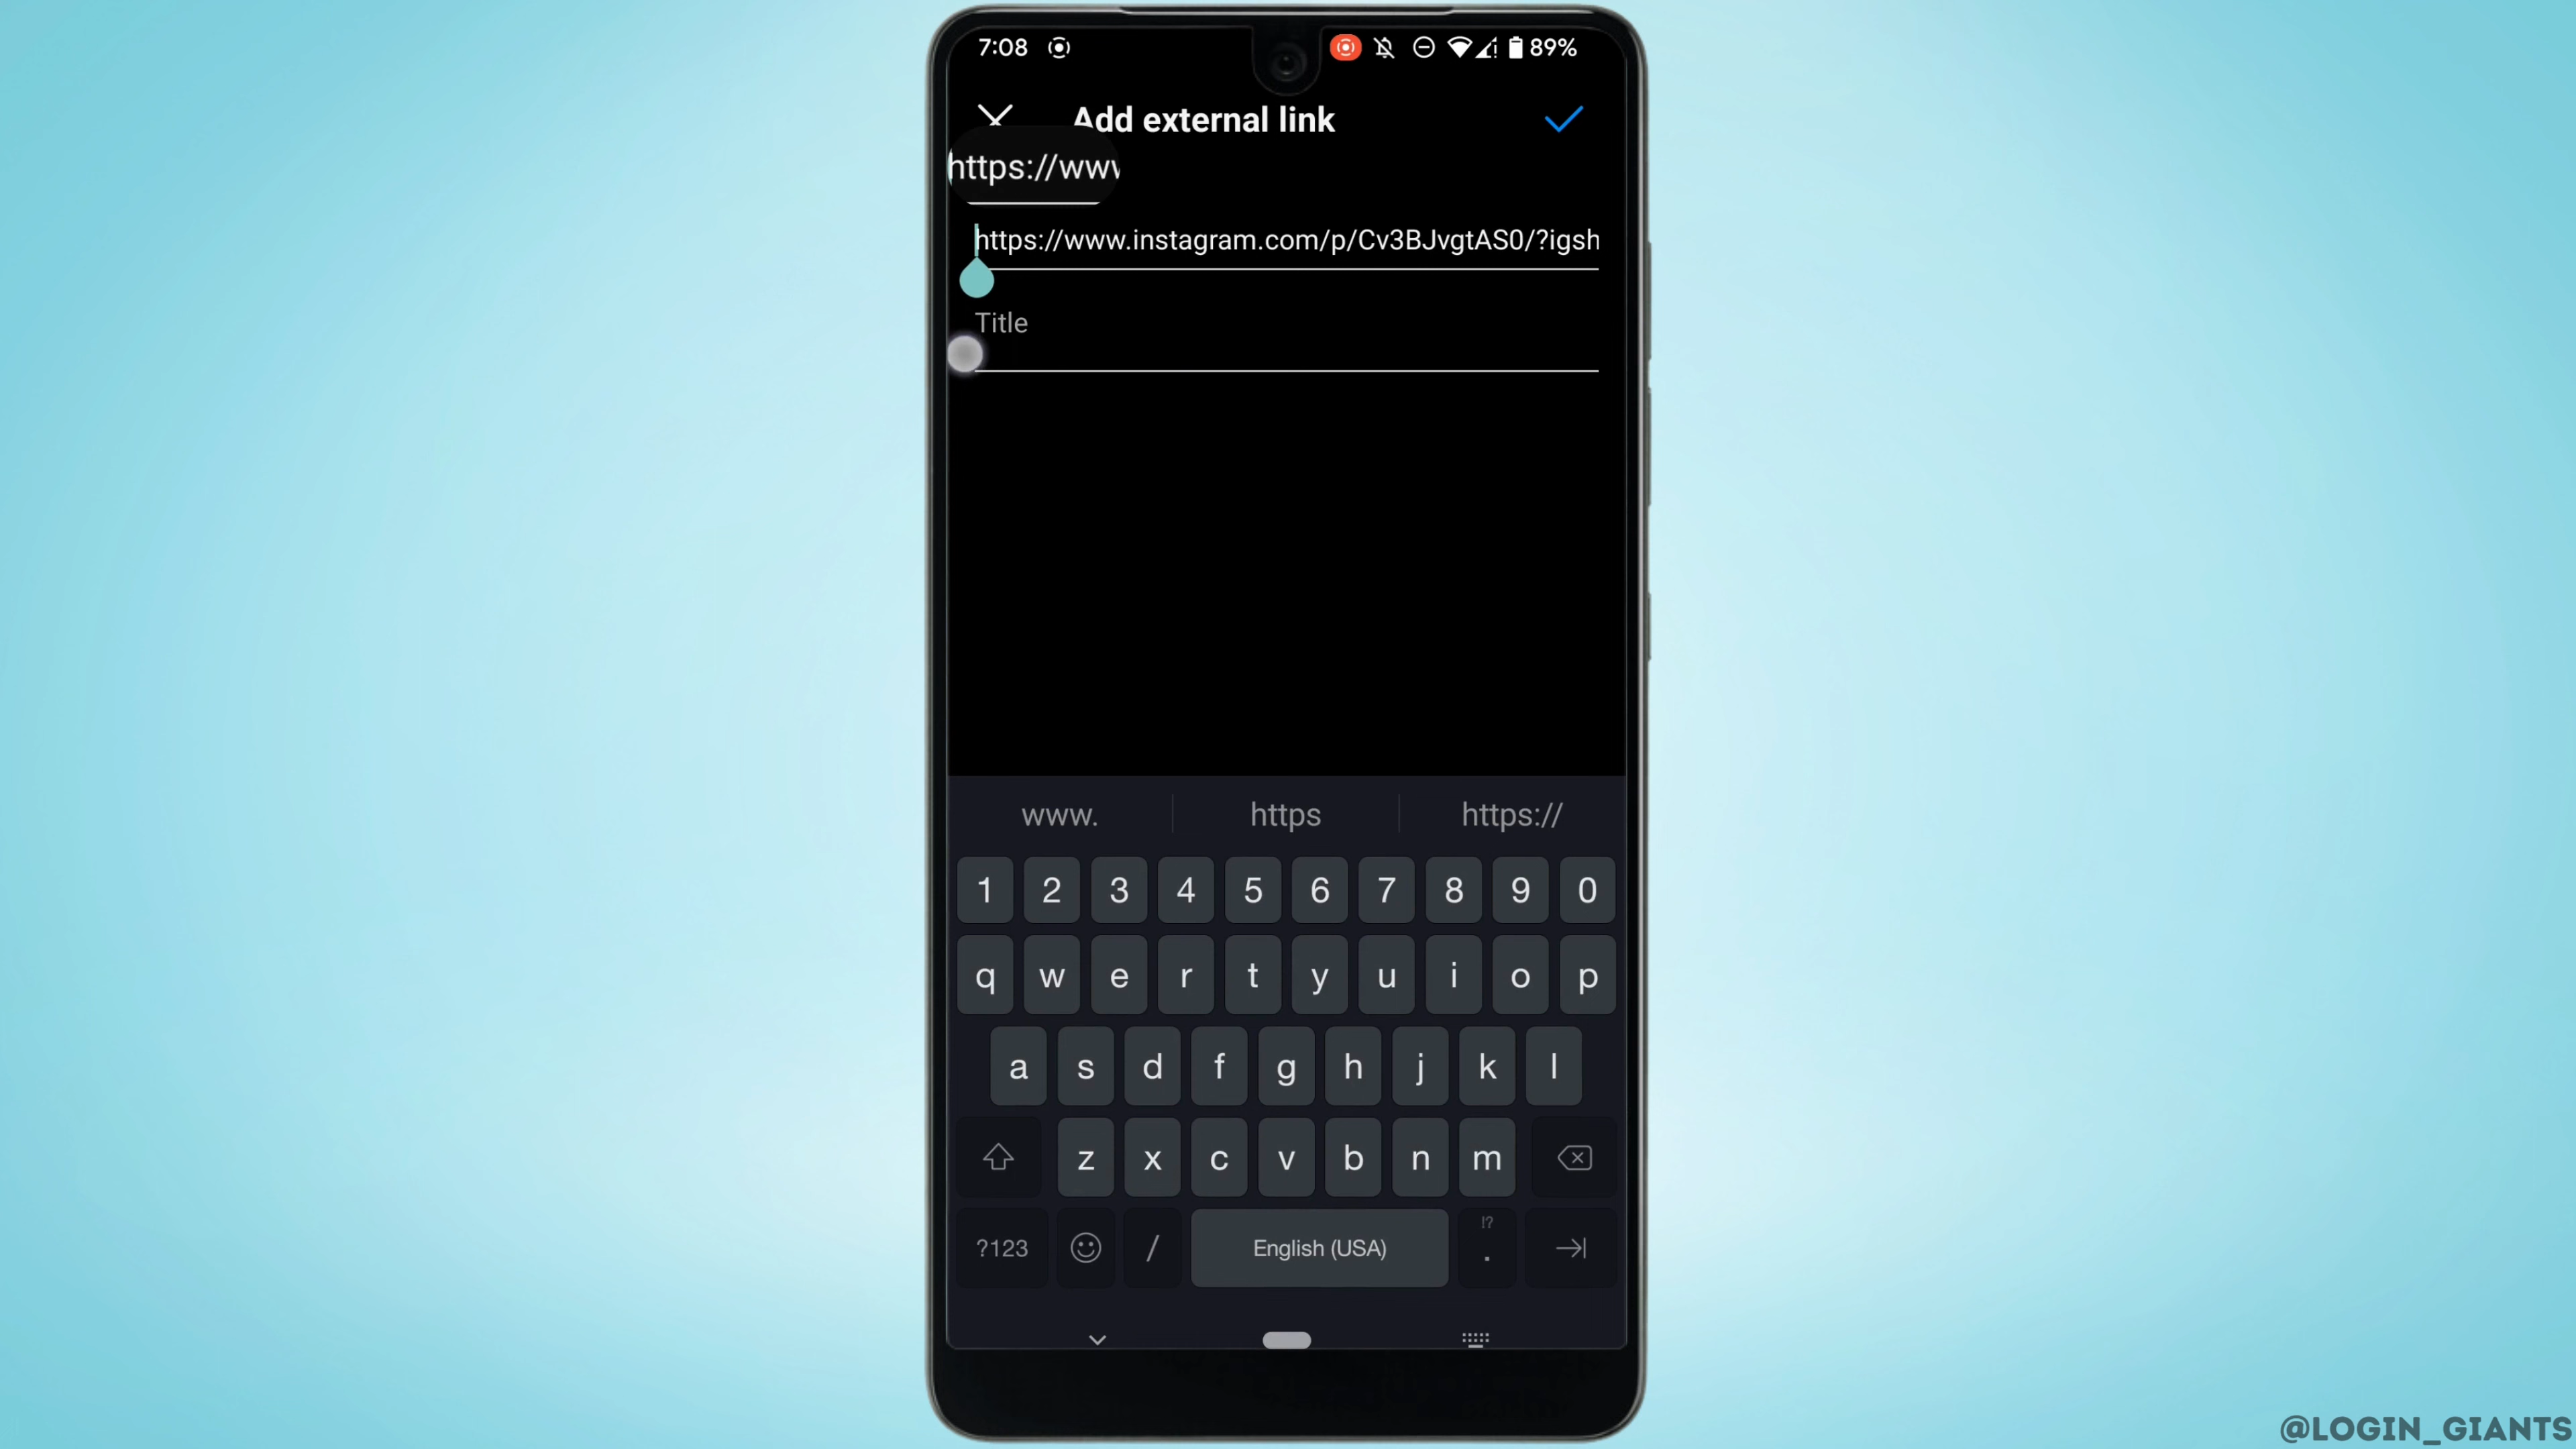 7:08 89%
Add external link
https://www
https://www.instagram.com/p/Cv3BJvgtAS0/?igsh
Title
www. https https://
1 2 3 4 5 6 7 8 9 0
q w e r t y u i o p
a s d f g h j k l
z x c v b n m
!?
?123 / English (USA) .
@LOGIN_GIANTS